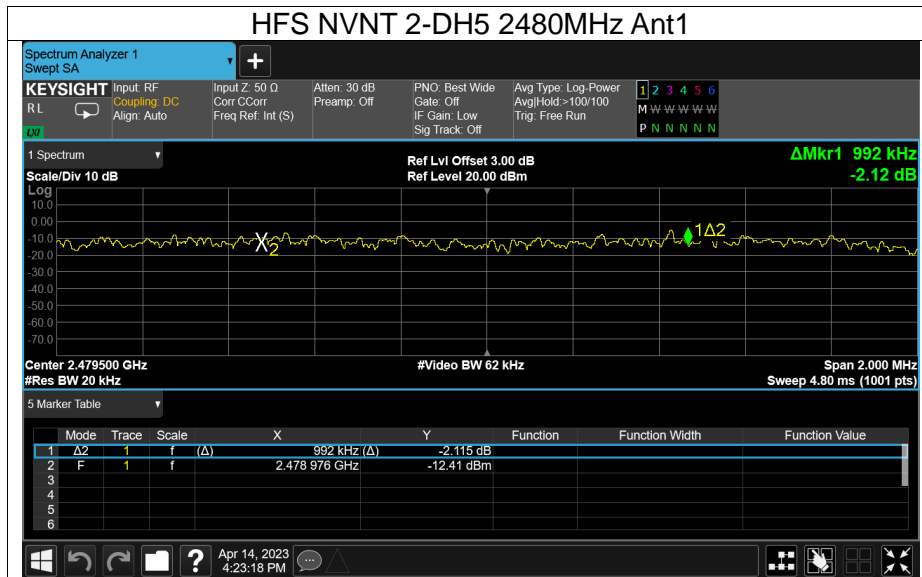 HFS NVNT 2-DH5 2480MHz Ant1
Spectrum Analyzer 1
Swept SA
+
KEYSIGHT Input: RF Input Z: 50 Ω Atten: 30 dB PNO: Best Wide Avg Type: Log-Power 1 2 3 4 5 6
RL Coupling: DC Corr CCorr Preamp: Off Gate: Off Avg|Hold:>100/100 M W W W W W
Align: Auto Freq Ref: Int (S) IF Gain: Low Trig: Free Run
LXI Sig Track: Off P N N N N N
1 Spectrum Ref Lvl Offset 3.00 dB ΔMkr1 992 kHz
Scale/Div 10 dB Ref Level 20.00 dBm -2.12 dB
Log
10.0
0.00
-10.0
-20.0
-30.0
-40.0
-50.0
-60.0
-70.0
X2 1Δ2
Center 2.479500 GHz #Video BW 62 kHz Span 2.000 MHz
#Res BW 20 kHz Sweep 4.80 ms (1001 pts)
5 Marker Table
Mode Trace Scale X Y Function Function Width Function Value
1 Δ2 1 f (Δ) 992 kHz (Δ) -2.115 dB
2 F 1 f 2.478 976 GHz -12.41 dBm
3
4
5
6
? Apr 14, 2023
4:23:18 PM